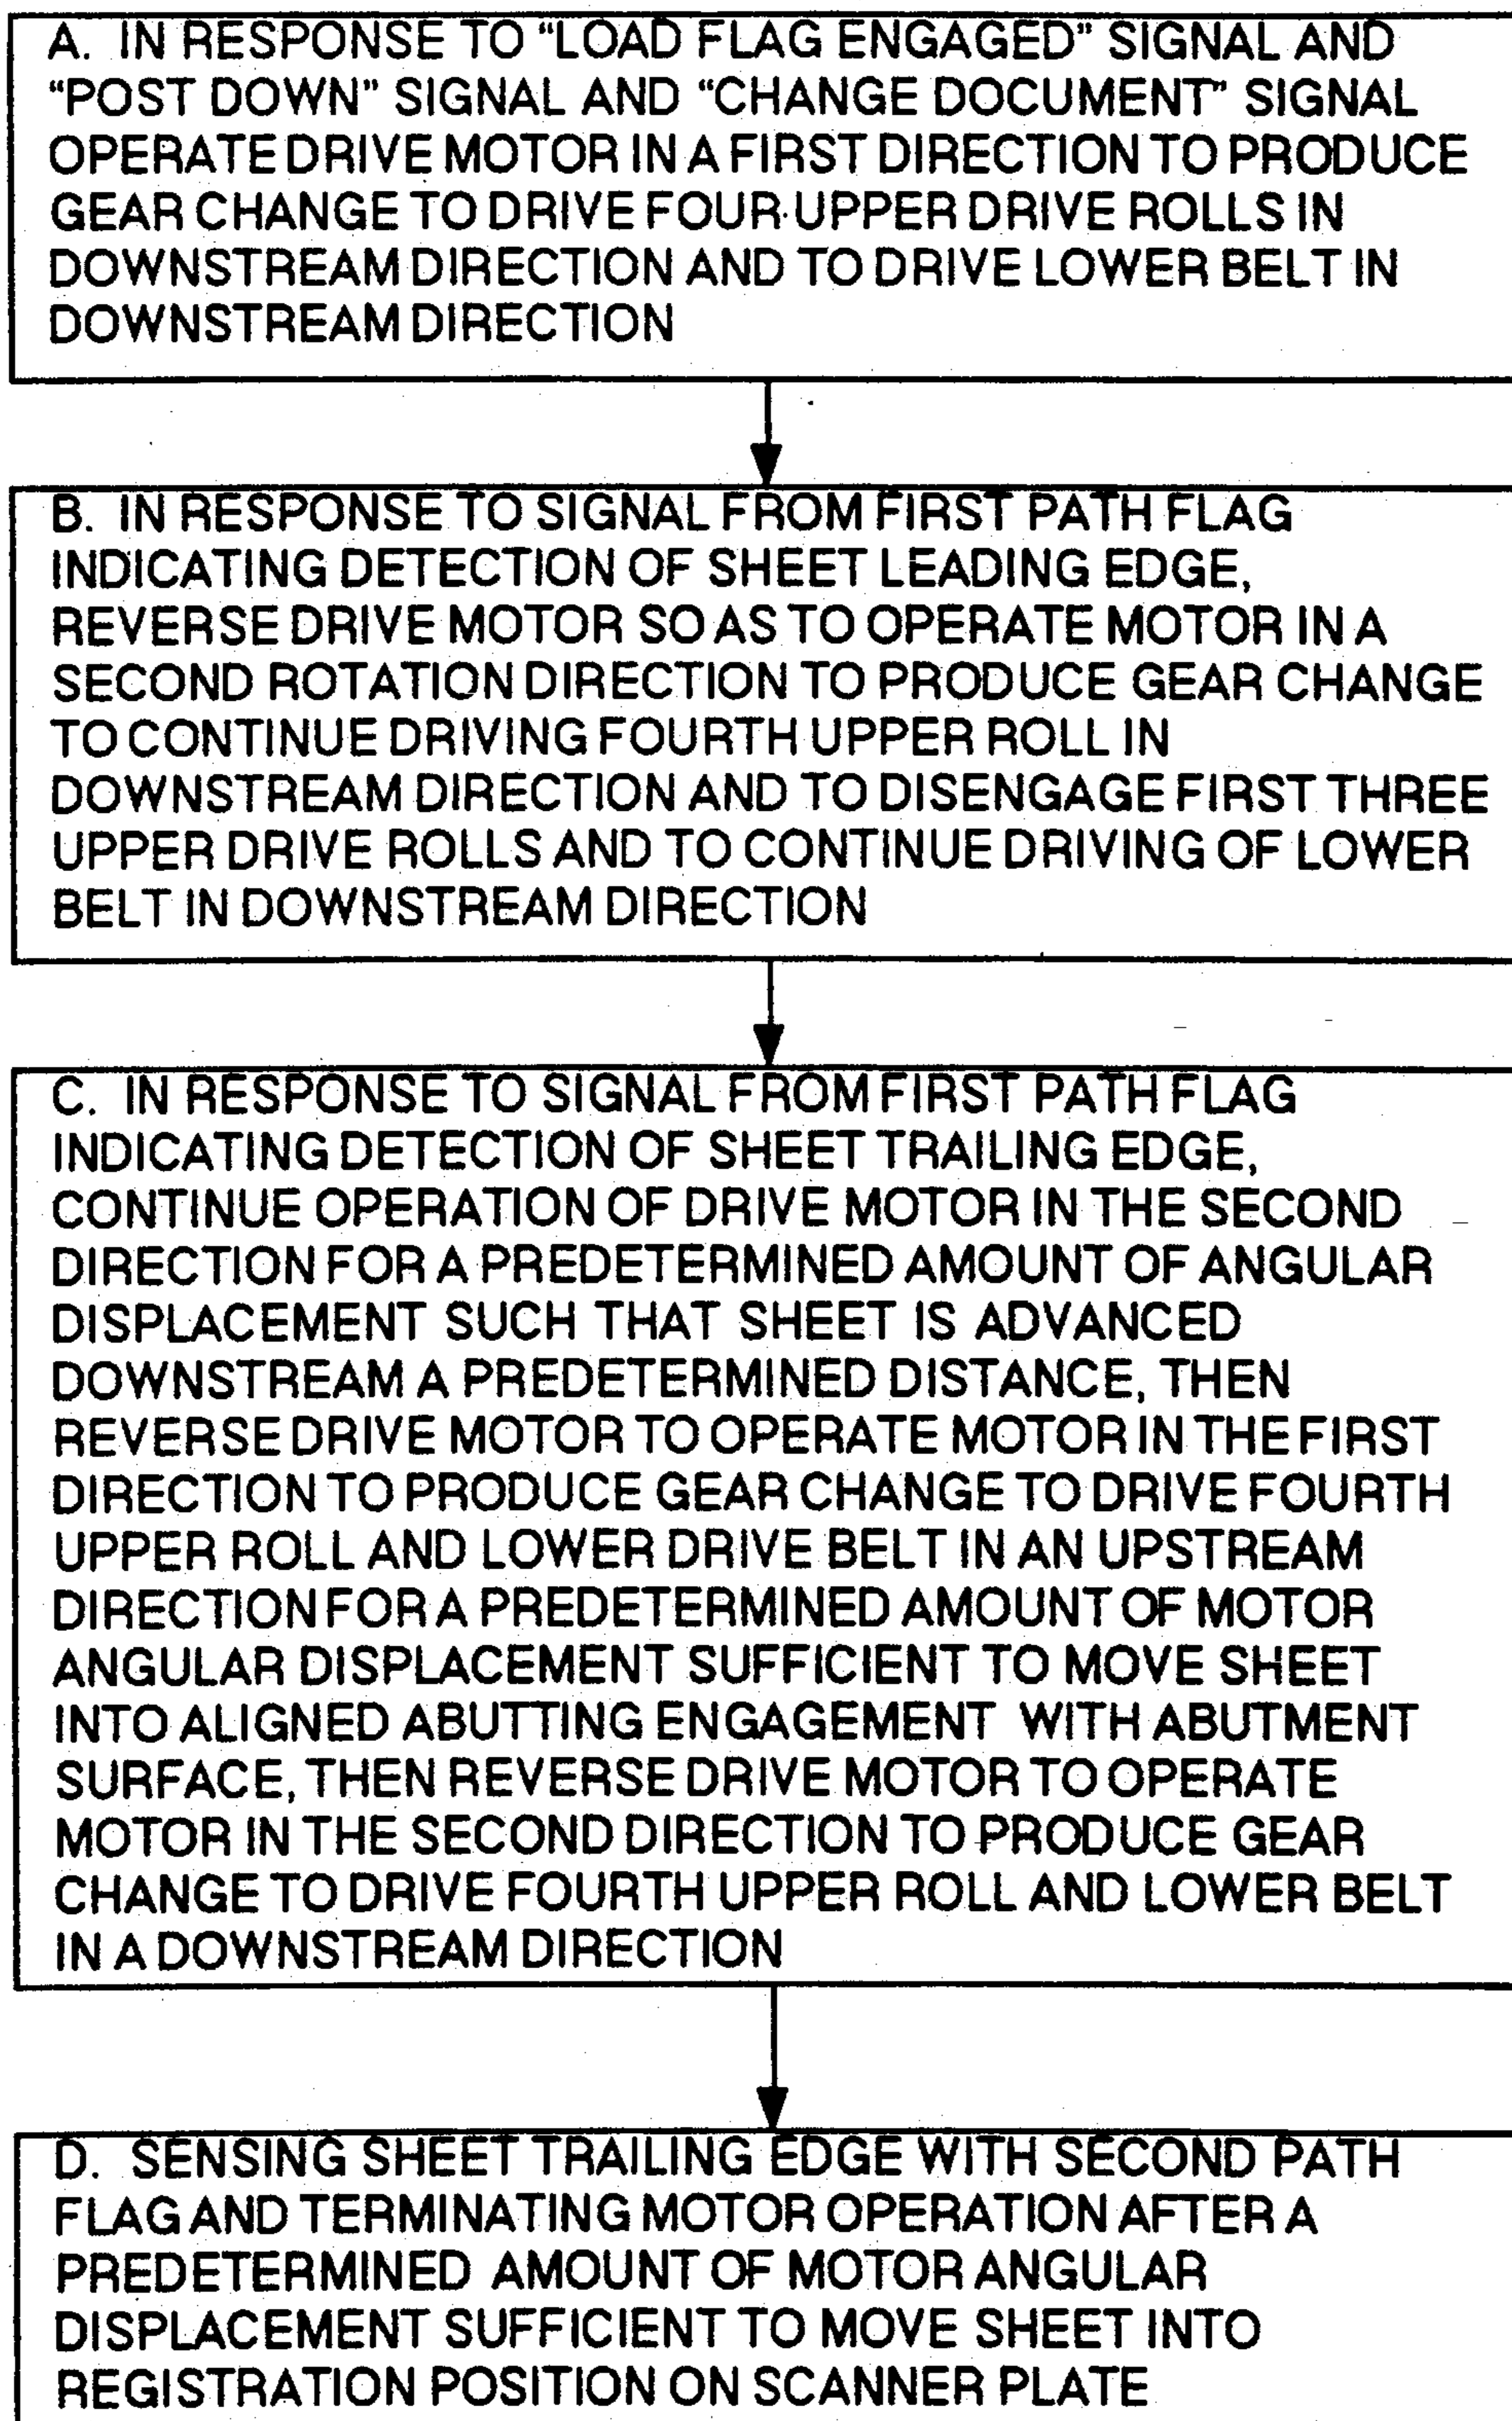 A. IN RESPONSE TO “LOAD FLAG ENGAGED” SIGNAL AND
“POST DOWN” SIGNAL AND “CHANGE DOCUMENT” SIGNAL
OPERATE DRIVE MOTOR IN A FIRST DIRECTION TO PRODUCE
GEAR CHANGE TO DRIVE FOUR UPPER DRIVE ROLLS IN
DOWNSTREAM DIRECTION AND TO DRIVE LOWER BELT IN
DOWNSTREAM DIRECTION
B. IN RESPONSE TO SIGNAL FROM FIRST PATH FLAG
INDICATING DETECTION OF SHEET LEADING EDGE,
REVERSE DRIVE MOTOR SO AS TO OPERATE MOTOR IN A
SECOND ROTATION DIRECTION TO PRODUCE GEAR CHANGE
TO CONTINUE DRIVING FOURTH UPPER ROLL IN
DOWNSTREAM DIRECTION AND TO DISENGAGE FIRST THREE
UPPER DRIVE ROLLS AND TO CONTINUE DRIVING OF LOWER
BELT IN DOWNSTREAM DIRECTION
C. IN RESPONSE TO SIGNAL FROM FIRST PATH FLAG
INDICATING DETECTION OF SHEET TRAILING EDGE,
CONTINUE OPERATION OF DRIVE MOTOR IN THE SECOND
DIRECTION FOR A PREDETERMINED AMOUNT OF ANGULAR
DISPLACEMENT SUCH THAT SHEET IS ADVANCED
DOWNSTREAM A PREDETERMINED DISTANCE, THEN
REVERSE DRIVE MOTOR TO OPERATE MOTOR IN THE FIRST
DIRECTION TO PRODUCE GEAR CHANGE TO DRIVE FOURTH
UPPER ROLL AND LOWER DRIVE BELT IN AN UPSTREAM
DIRECTION FOR A PREDETERMINED AMOUNT OF MOTOR
ANGULAR DISPLACEMENT SUFFICIENT TO MOVE SHEET
INTO ALIGNED ABUTTING ENGAGEMENT WITH ABUTMENT
SURFACE, THEN REVERSE DRIVE MOTOR TO OPERATE
MOTOR IN THE SECOND DIRECTION TO PRODUCE GEAR
CHANGE TO DRIVE FOURTH UPPER ROLL AND LOWER BELT
IN A DOWNSTREAM DIRECTION
D. SENSING SHEET TRAILING EDGE WITH SECOND PATH
FLAG AND TERMINATING MOTOR OPERATION AFTER A
PREDETERMINED AMOUNT OF MOTOR ANGULAR
DISPLACEMENT SUFFICIENT TO MOVE SHEET INTO
REGISTRATION POSITION ON SCANNER PLATE